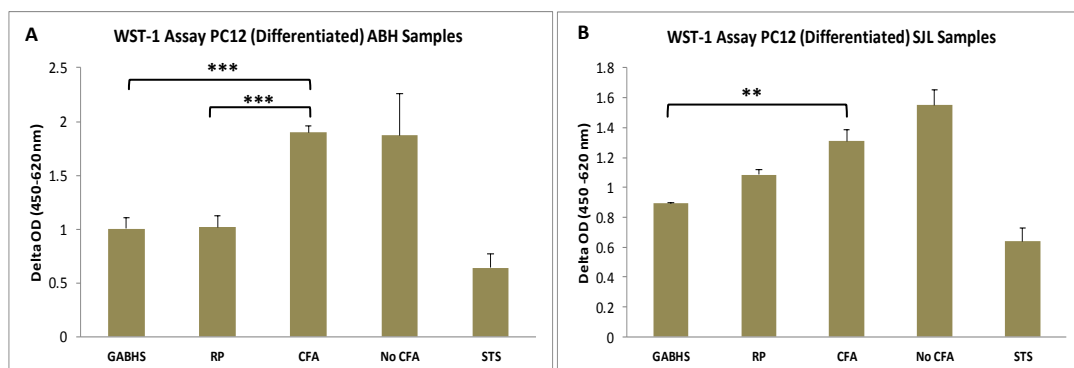 A
WST-1 Assay PC12 (Differentiated) ABH Samples
Delta OD (450-620nm)
2.5
2
1.5
1
0.5
0
***
***
GABHS RP CFA No CFA STS
B
WST-1 Assay PC12 (Differentiated) SJL Samples
Delta OD (450 -620 nm)
1.8
1.6
1.4
1.2
1
0.8
0.6
0.4
0.2
0
**
GABHS RP CFA No CFA STS